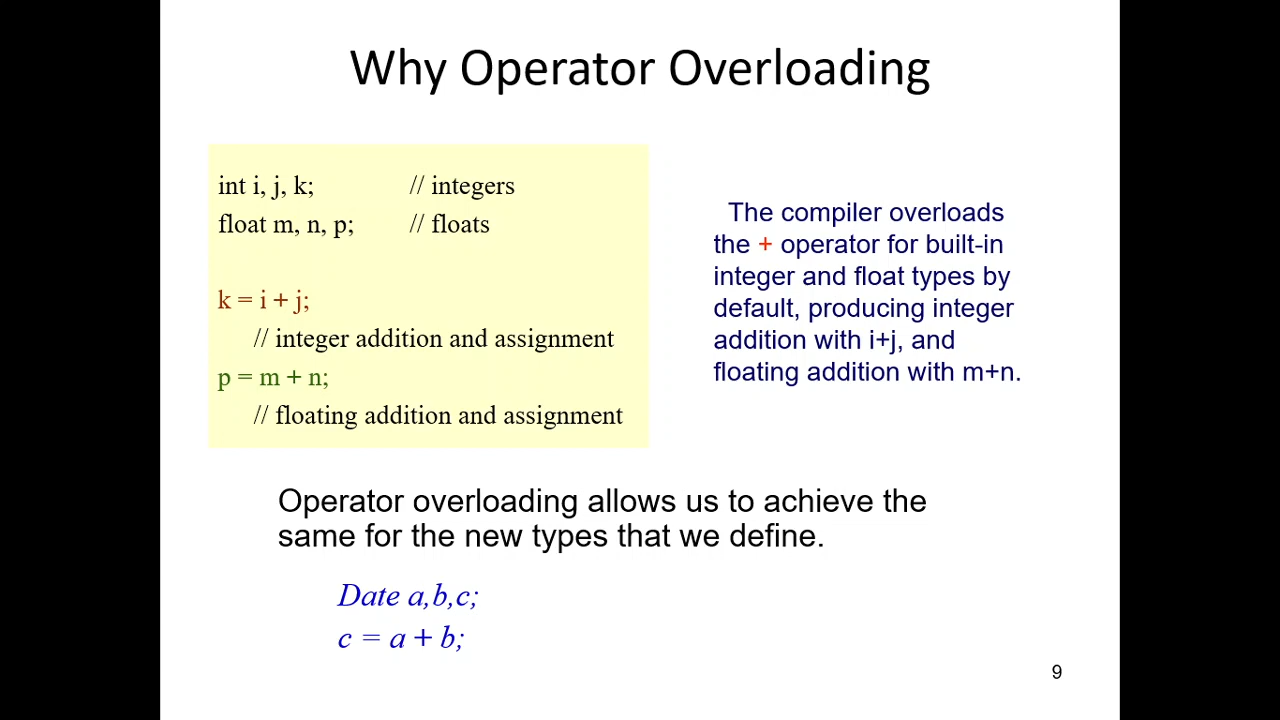 Why Operator Overloading
int i, j, k; // integers
float m, n, p; // floats
k = i + j;
// integer addition and assignment
p = m + n;
// floating addition and assignment
The compiler overloads
the + operator for built-in
integer and float types by
default, producing integer
addition with i+j, and
floating addition with m+n.
Operator overloading allows us to achieve the
same for the new types that we define.
Date a,b,c;
c = a + b;
9